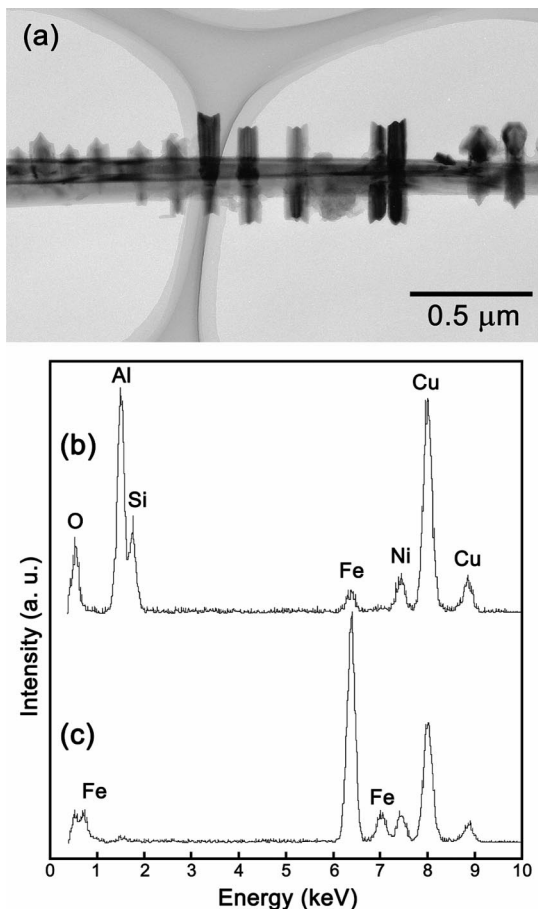 (a)
0.5 μm
(b)
Al
Cu
Si
O
Fe
Ni
Cu
(c)
Fe
Fe
Intensity (a. u.)
0 1 2 3 4 5 6 7 8 9 10
Energy (keV)